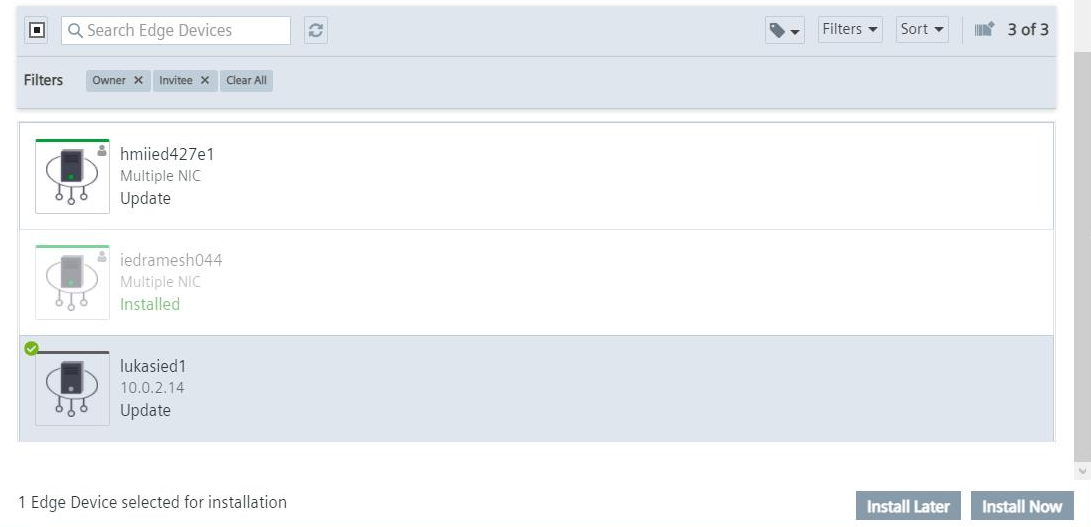 Search Edge Devices
Filters
Sort
3 of 3
Filters
Owner
Invitee
Clear All
hmiied427e1
Multiple NIC
Update
iedramesh044
Multiple NIC
Installed
lukasied1
10.0.2.14
Update
1 Edge Device selected for installation
Install Later
Install Now